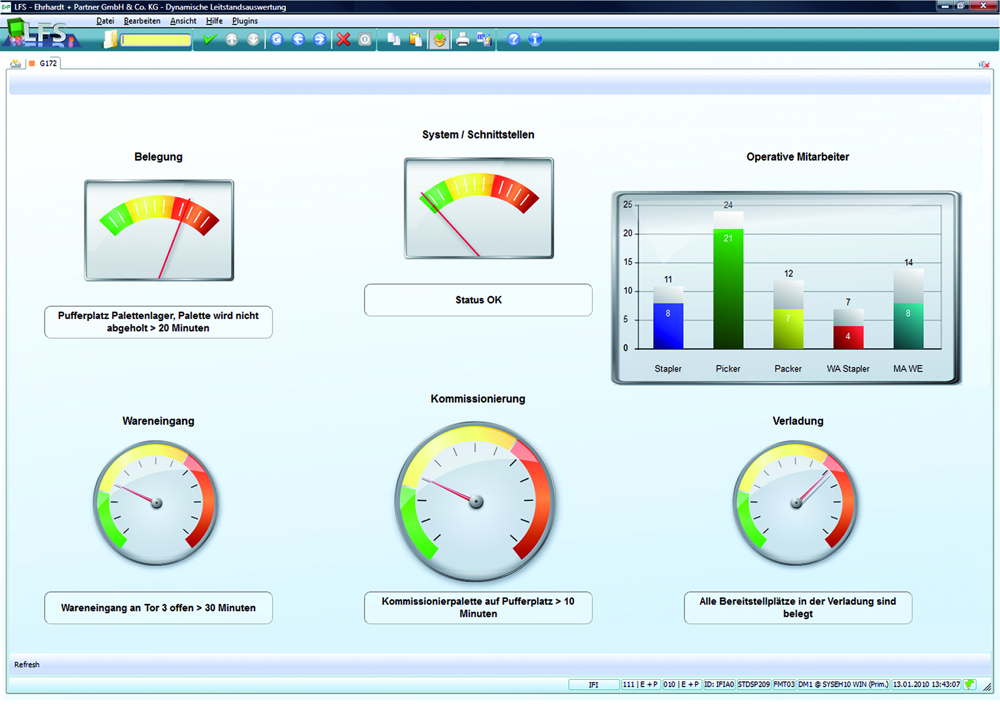 E+P LFS - Ehrhardt + Partner GmbH & Co. KG - Dynamische Leitstandsauswertung
LFS
Datei Bearbeiten Ansicht Hilfe Plugins
G172
Belegung
Pufferplatz Palettenlager, Palette wird nicht
abgeholt > 20 Minuten
System / Schnittstellen
Status OK
Operative Mitarbeiter
25
20
15
10
5
0
11
8
24
21
12
7
7
4
14
8
Stapler Picker Packer WA Stapler MA WE
Wareneingang
Wareneingang an Tor 3 offen > 30 Minuten
Kommissionierung
Kommissionierpalette auf Pufferplatz > 10
Minuten
Verladung
Alle Bereitstellplätze in der Verladung sind
belegt
Refresh
IFI 111 | E + P 010 | E + P ID: IFIA0 STDSP209 FMT03 DM1 @ SYSEH10 WIN (Prim.) 13.01.2010 13:43:07